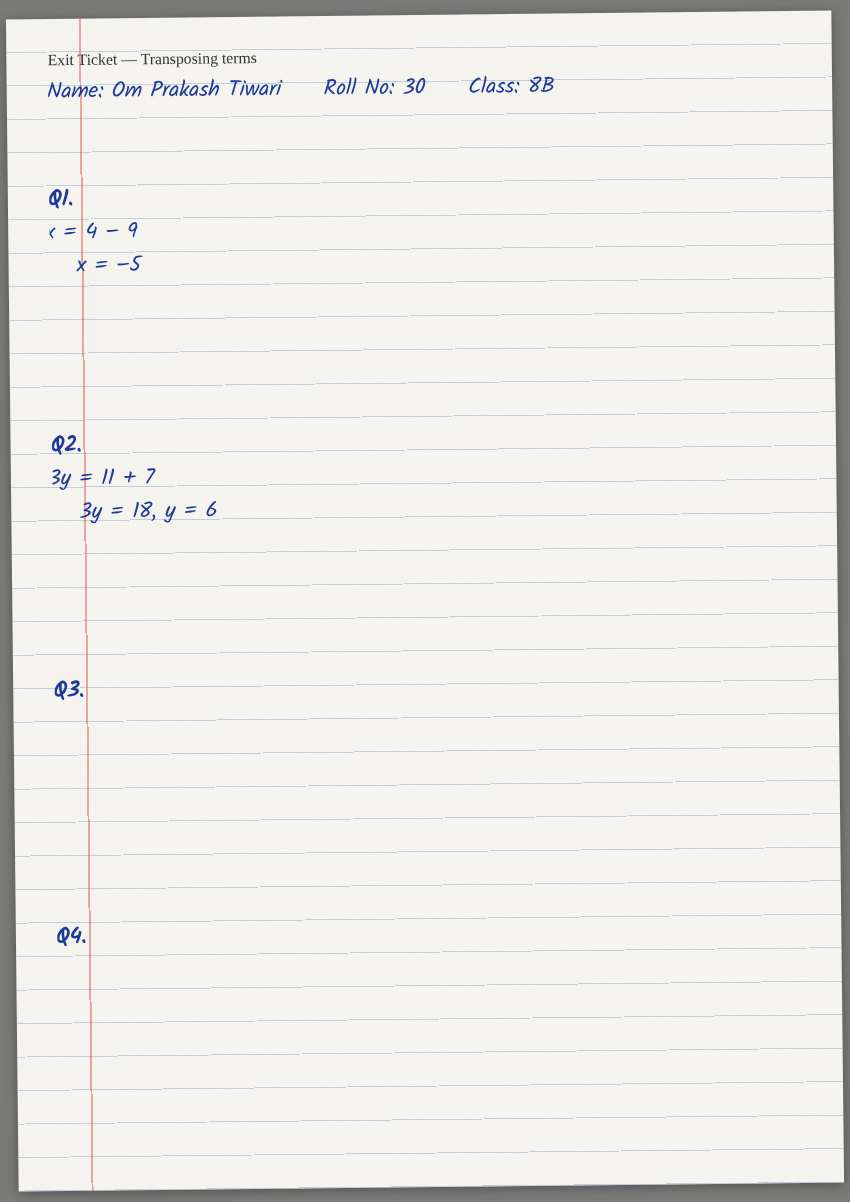 Exit Ticket — Transposing terms
Name: Om Prakash Tiwari Roll No: 30 Class: 8B
Q1.
= 4 – 9
x = –5
Q2.
3y = 11 + 7
3y = 18, y = 6
Q3.
Q4.